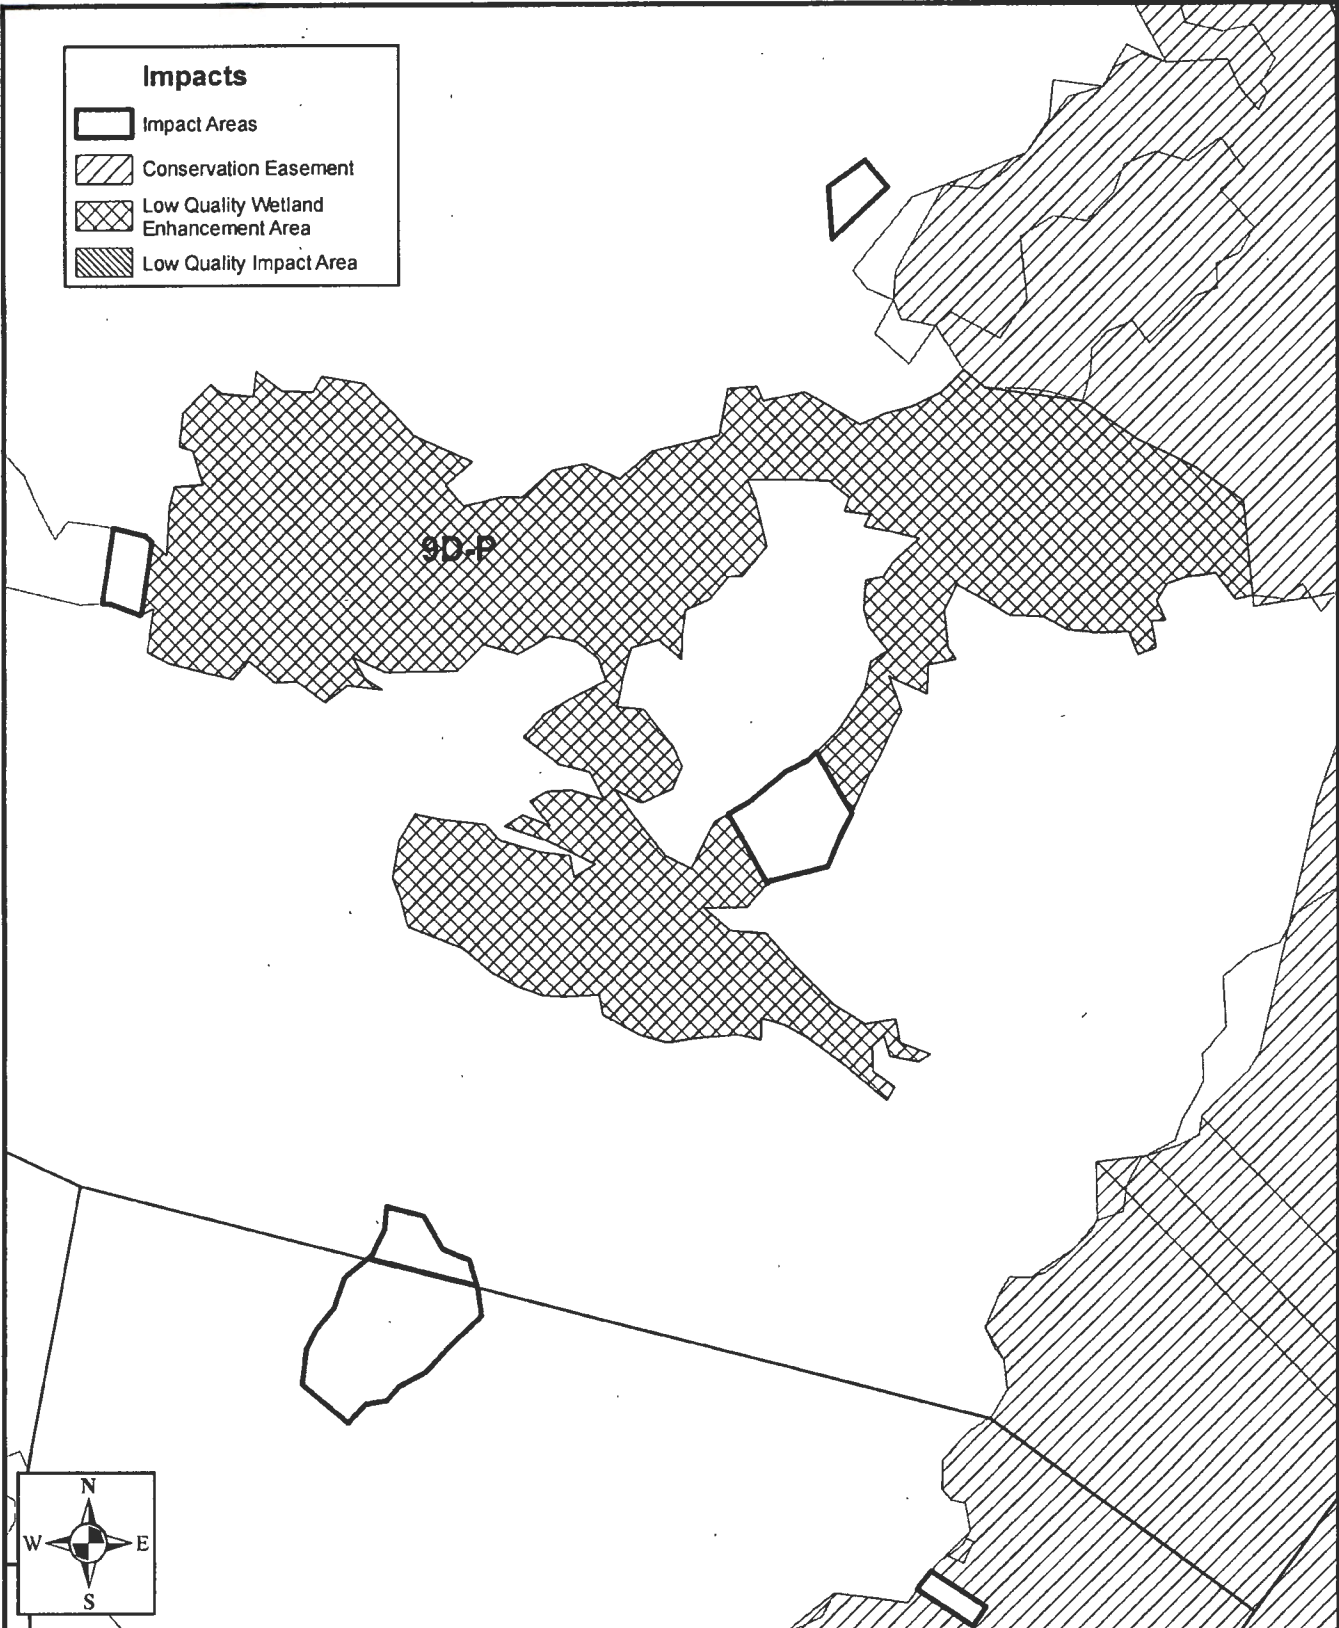 Impacts
Impact Areas
Conservation Easement
Low Quality Wetland
Enhancement Area
Low Quality Impact Area
9D-P
N
W E
S